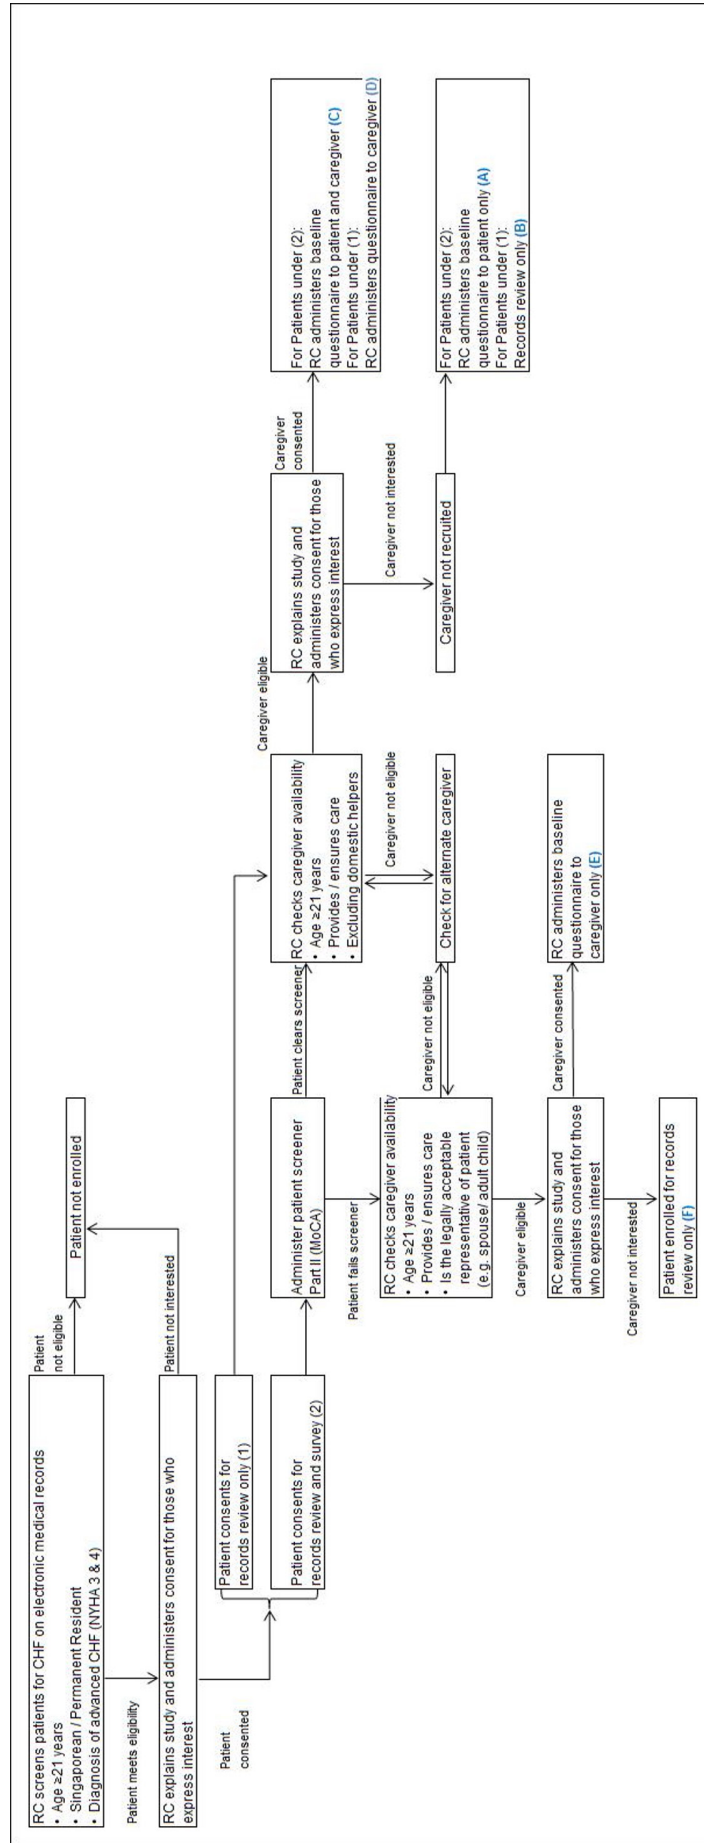 RC screens patients for CHF on electronic medical records
• Age ≥21 years
• Singaporean / Permanent Resident
• Diagnosis of advanced CHF (NYHA 3 & 4)
Patient
not eligible
Patient not enrolled
Patient meets eligibility
RC explains study and administers consent for those who
express interest
Patient not interested
Patient
consented
Patient consents for
records review only (1)
Patient consents for
records review and survey (2)
Administer patient screener
Part II (MoCA)
Patient clears screener
RC checks caregiver availability
• Age ≥21 years
• Provides / ensures care
• Excluding domestic helpers
Caregiver eligible
RC explains study and
administers consent for those
who express interest
Caregiver
consented
For Patients under (2):
RC administers baseline
questionnaire to patient and caregiver (C)
For Patients under (1):
RC administers questionnaire to caregiver (D)
Patient fails screener
RC checks caregiver availability
• Age ≥21 years
• Provides / ensures care
• Is the legally acceptable
representative of patient
(e.g. spouse/ adult child)
Caregiver not eligible
Caregiver not eligible
Check for alternate caregiver
Caregiver not interested
Caregiver not recruited
For Patients under (2):
RC administers baseline
questionnaire to patient only (A)
For Patients under (1):
Records review only (B)
Caregiver eligible
RC explains study and
administers consent for those
who express interest
Caregiver consented
RC administers baseline
questionnaire to
caregiver only (E)
Caregiver not interested
Patient enrolled for records
review only (F)